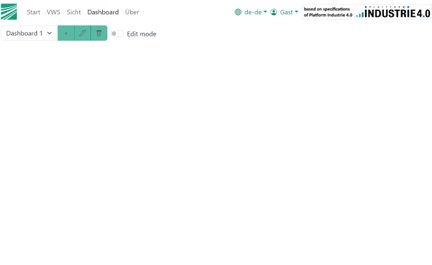 Start VWS Sicht Dashboard Über
de-de Gast
based on specifications
of Platform Industrie 4.0
INDUSTRIE4.0
Dashboard 1
Edit mode